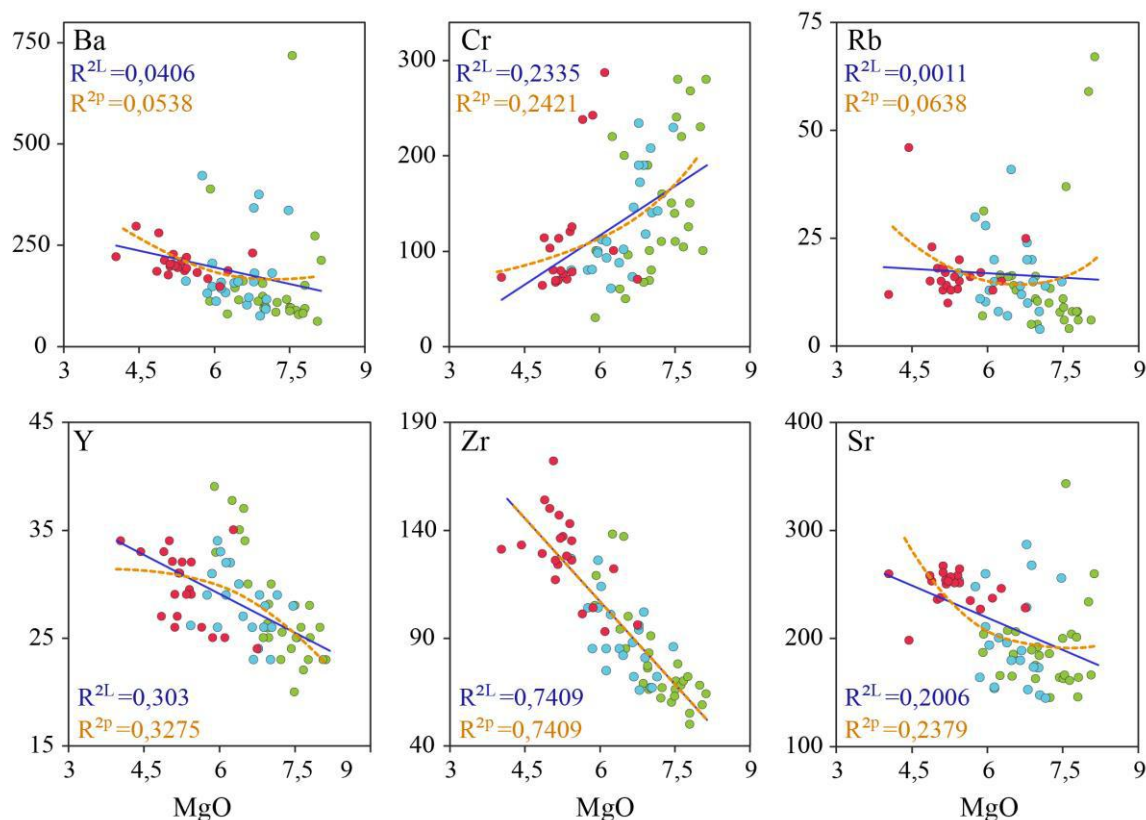 Ba
R²ᴸ=0,0406
R²ᵖ=0,0538
750
500
250
0
3 4,5 6 7,5 9
Cr
R²ᴸ=0,2335
R²ᵖ=0,2421
300
200
100
0
3 4,5 6 7,5 9
Rb
R²ᴸ=0,0011
R²ᵖ=0,0638
75
50
25
0
3 4,5 6 7,5 9
Y
45
35
25
15
R²ᴸ=0,303
R²ᵖ=0,3275
3 4,5 6 7,5 9
MgO
Zr
190
140
90
40
R²ᴸ=0,7409
R²ᵖ=0,7409
3 4,5 6 7,5 9
MgO
Sr
400
300
200
100
R²ᴸ=0,2006
R²ᵖ=0,2379
3 4,5 6 7,5 9
MgO